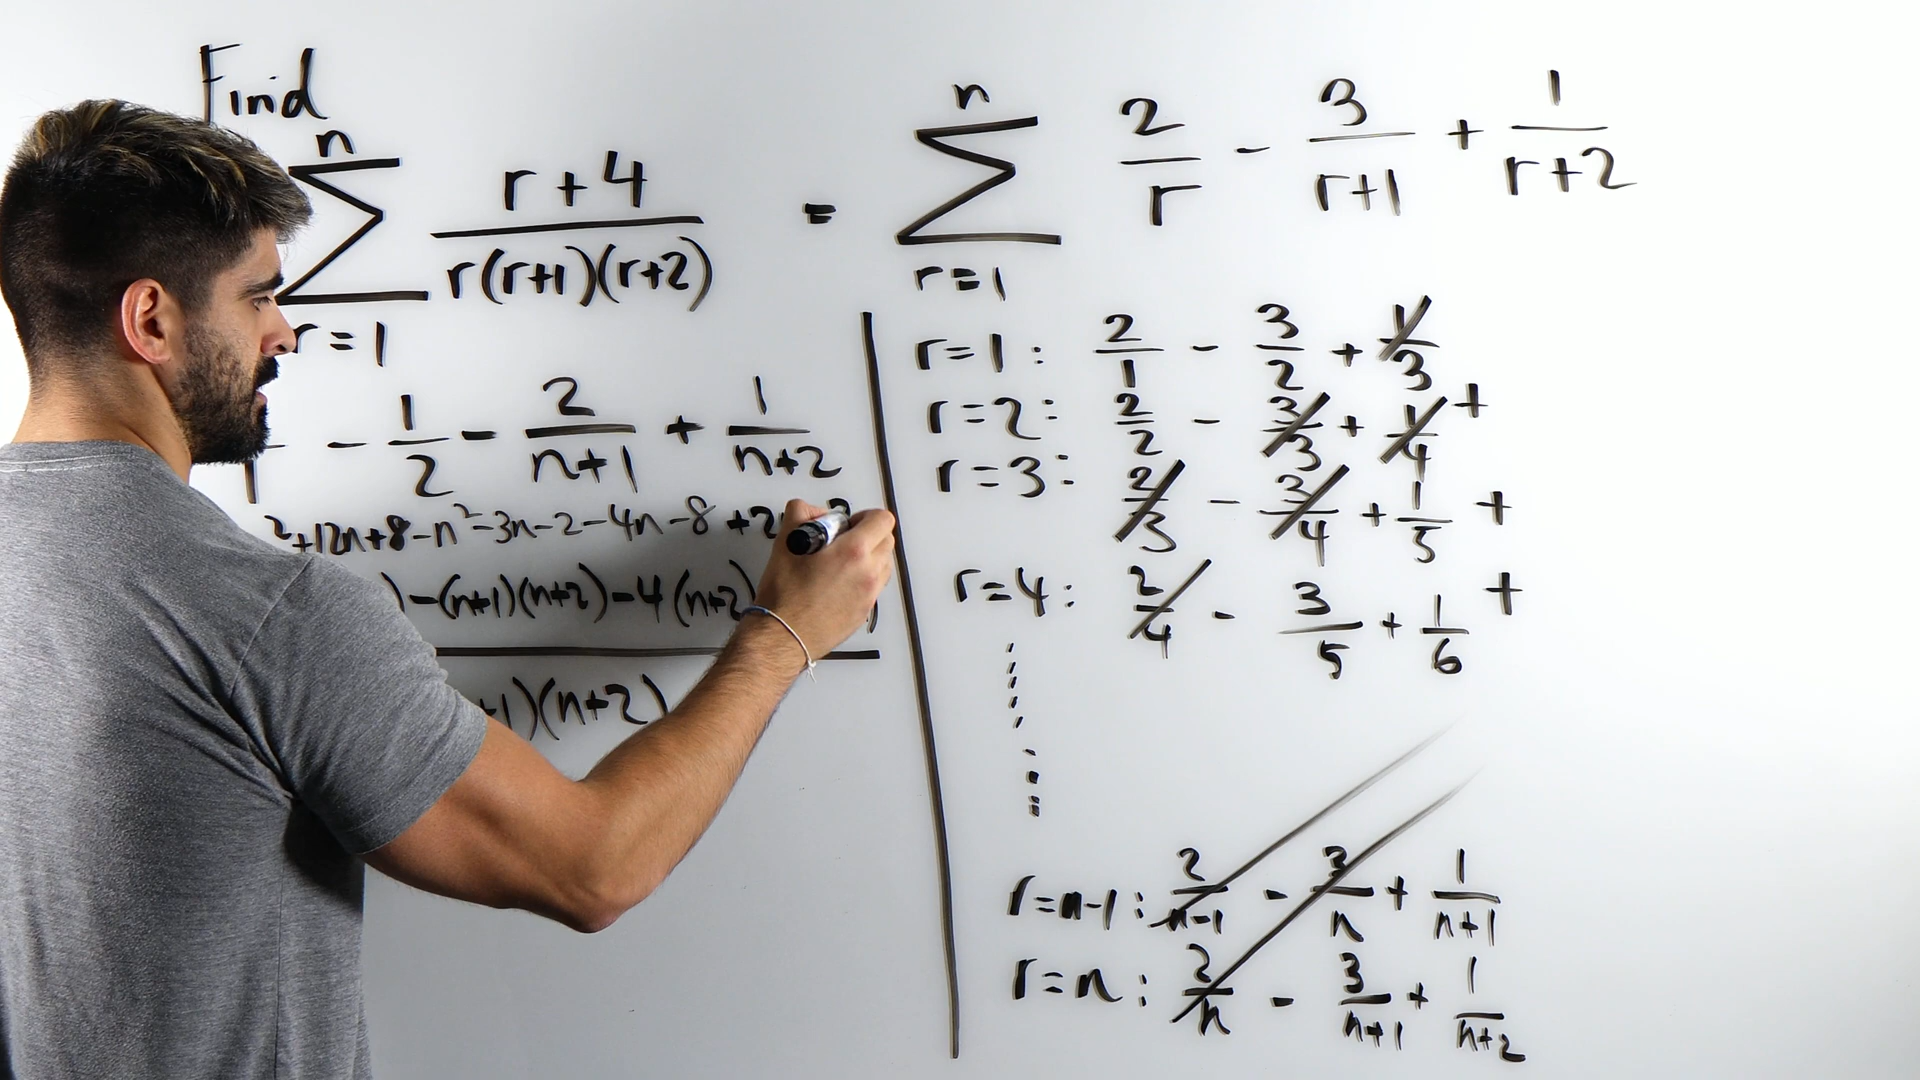 Find
n
∑ r+4 / r(r+1)(r+2)
r=1
= n ∑ r=1 2/r - 3/(r+1) + 1/(r+2)
- 1/2 - 2/(n+1) + 1/(n+2)
²+12n+8-n²-3n-2-4n-8+2
)-(n+1)(n+2)-4(n+2)
+1)(n+2)
r=1: 2/1 - 3/2 + 1/3
r=2: 2/2 - 3/3 + 1/4 +
r=3: 2/3 - 3/4 + 1/5 +
r=4: 2/4 - 3/5 + 1/6 +
r=n-1: 2/(n-1) - 3/n + 1/(n+1)
r=n: 2/n - 3/(n+1) + 1/(n+2)